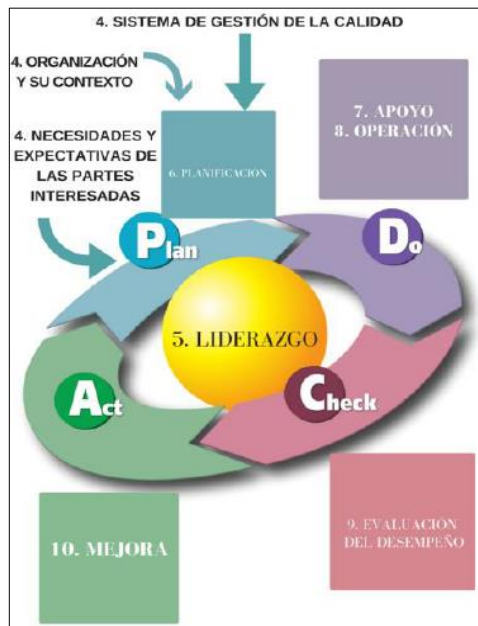 4. SISTEMA DE GESTIÓN DE LA CALIDAD
4. ORGANIZACIÓN
Y SU CONTEXTO
4. NECESIDADES Y
EXPECTATIVAS DE
LAS PARTES
INTERESADAS
6. PLANIFICACIÓN
7. APOYO
8. OPERACIÓN
Plan
Do
5. LIDERAZGO
Act
Check
10. MEJORA
9. EVALUACIÓN
DEL DESEMPEÑO